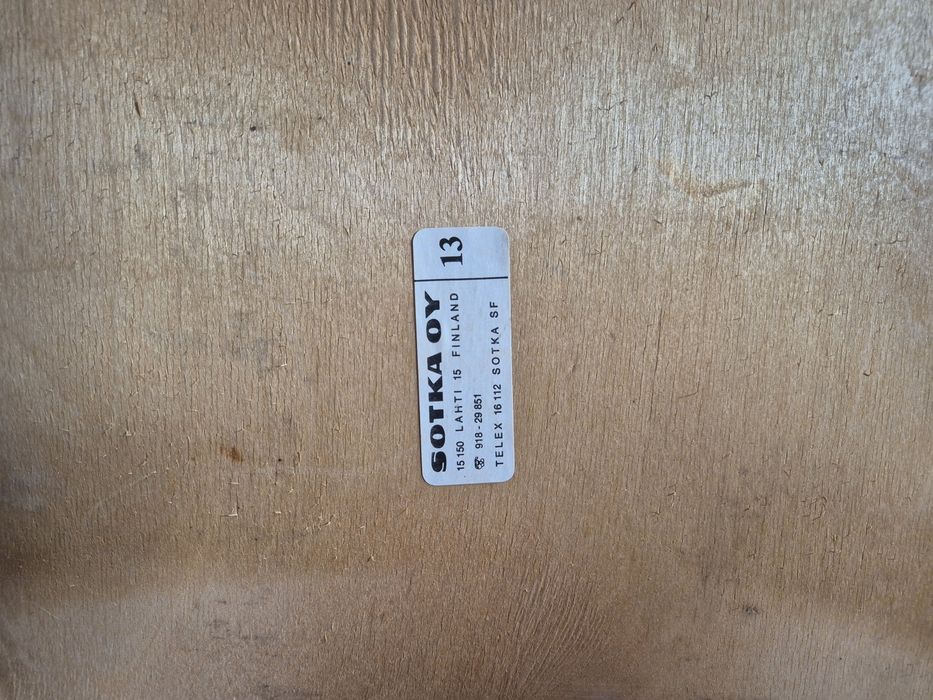 SOTKA OY
15150 LAHTI 15 FINLAND
☎ 918 - 29 851
TELEX 16 112 SOTKA SF
13